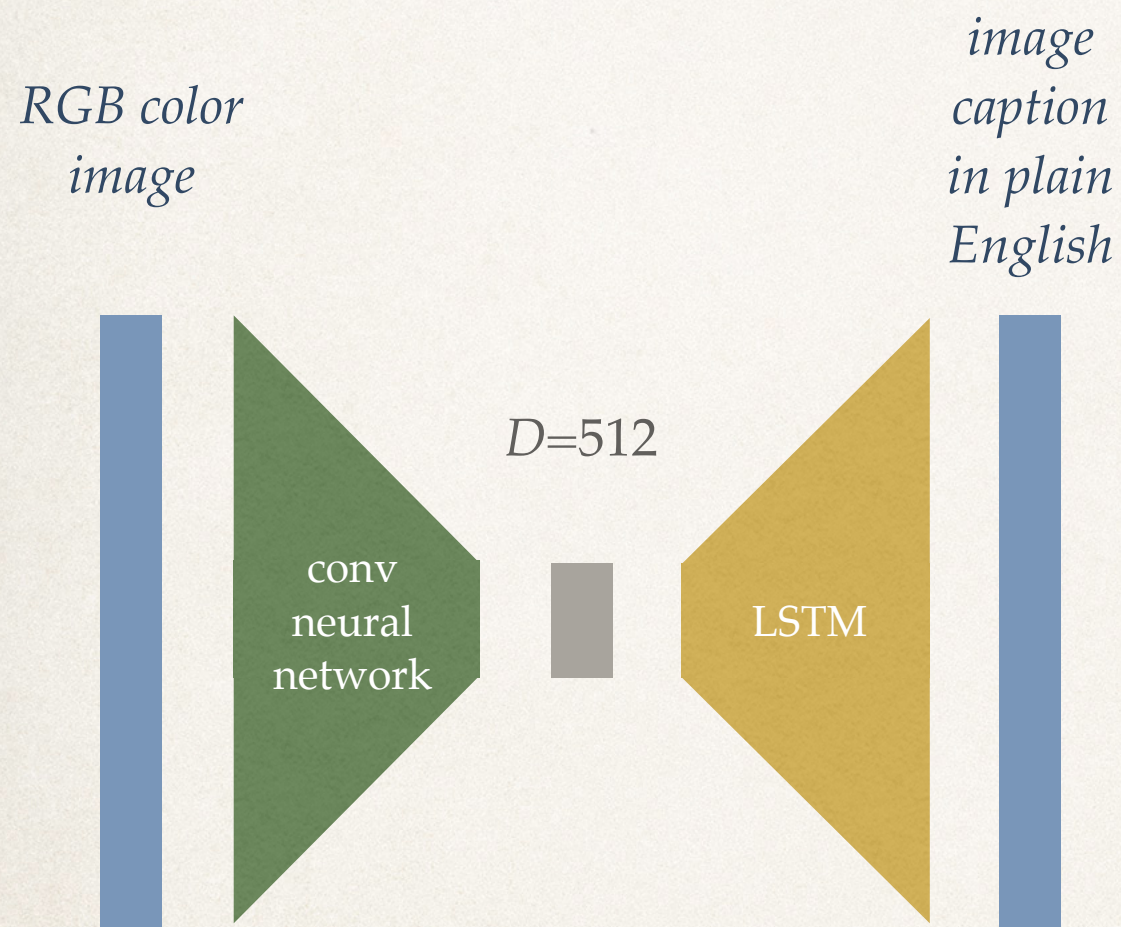 RGB color
image
image
caption
in plain
English
D=512
conv
neural
network
LSTM